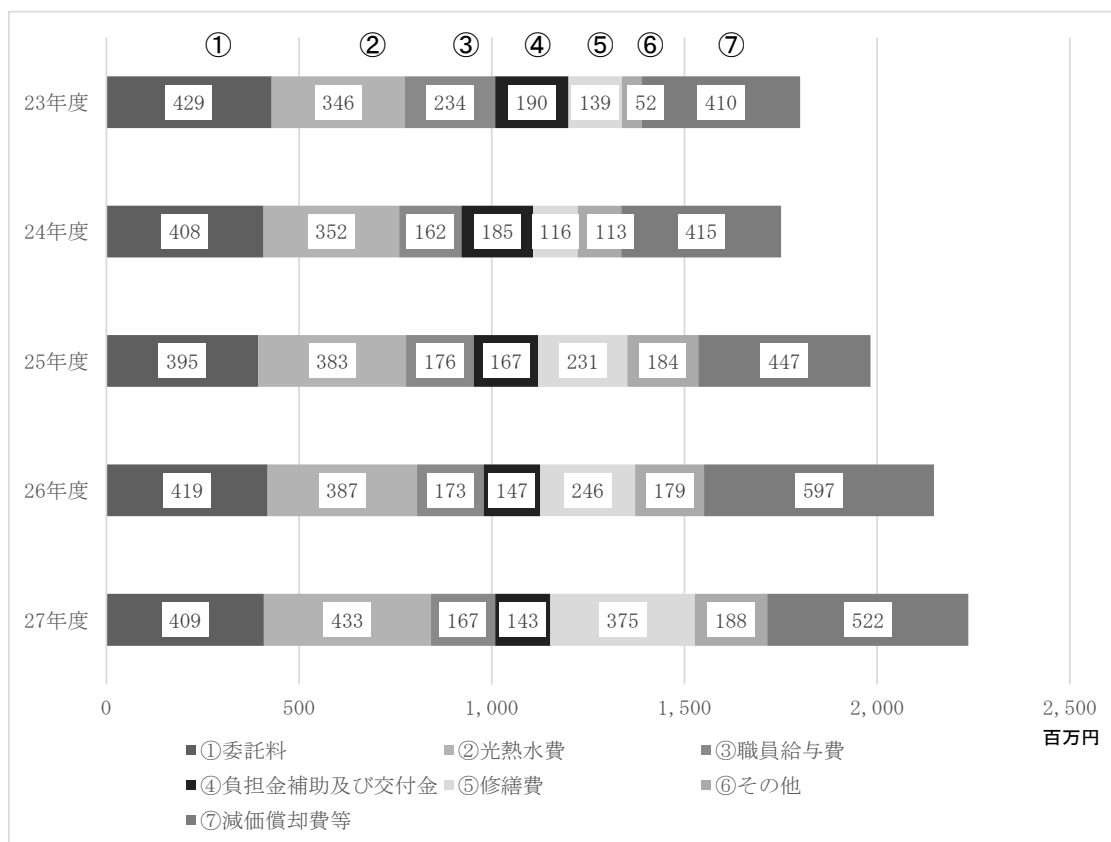 ① ② ③ ④ ⑤ ⑥ ⑦
23年度 429 346 234 190 139 52 410
24年度 408 352 162 185 116 113 415
25年度 395 383 176 167 231 184 447
26年度 419 387 173 147 246 179 597
27年度 409 433 167 143 375 188 522
0 500 1,000 1,500 2,000 2,500
百万円
■①委託料 ■②光熱水費 ■③職員給与費
■④負担金補助及び交付金 ■⑤修繕費 ■⑥その他
■⑦減価償却費等